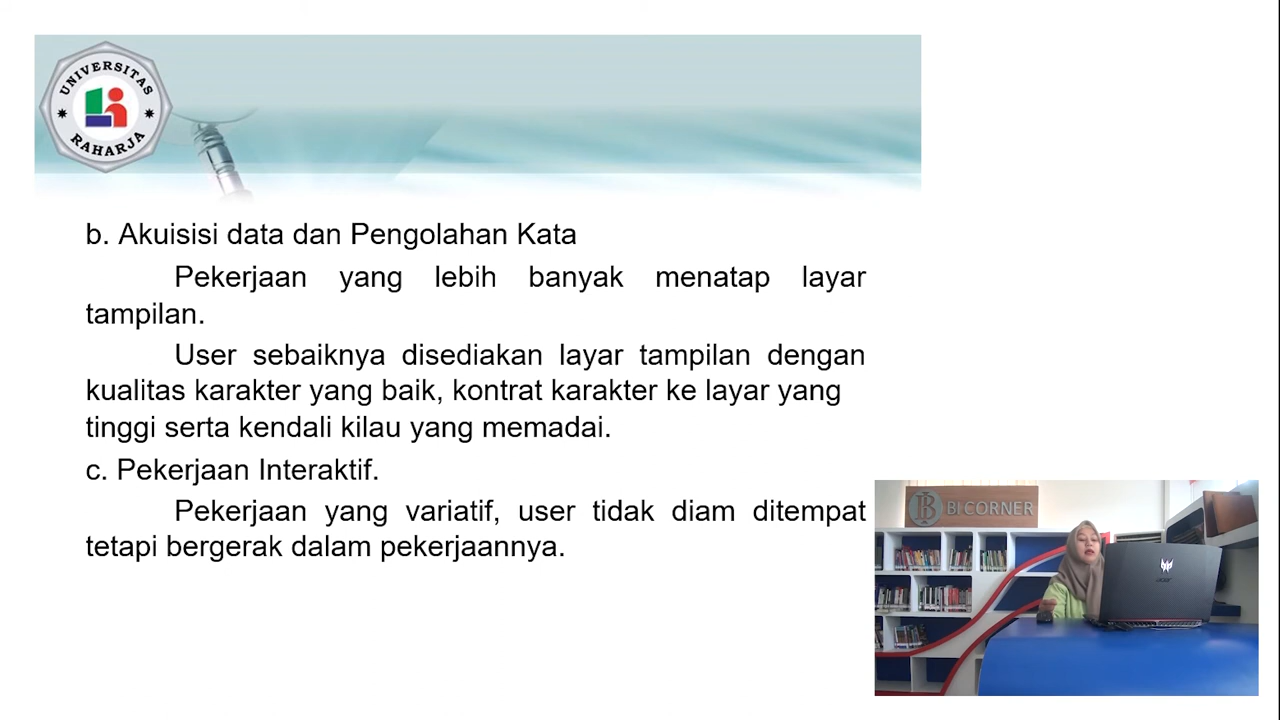 UNIVERSITAS
RAHARJA
b. Akuisisi data dan Pengolahan Kata
Pekerjaan yang lebih banyak menatap layar
tampilan.
User sebaiknya disediakan layar tampilan dengan
kualitas karakter yang baik, kontrat karakter ke layar yang
tinggi serta kendali kilau yang memadai.
c. Pekerjaan Interaktif.
Pekerjaan yang variatif, user tidak diam ditempat
tetapi bergerak dalam pekerjaannya.
BI CORNER
acer